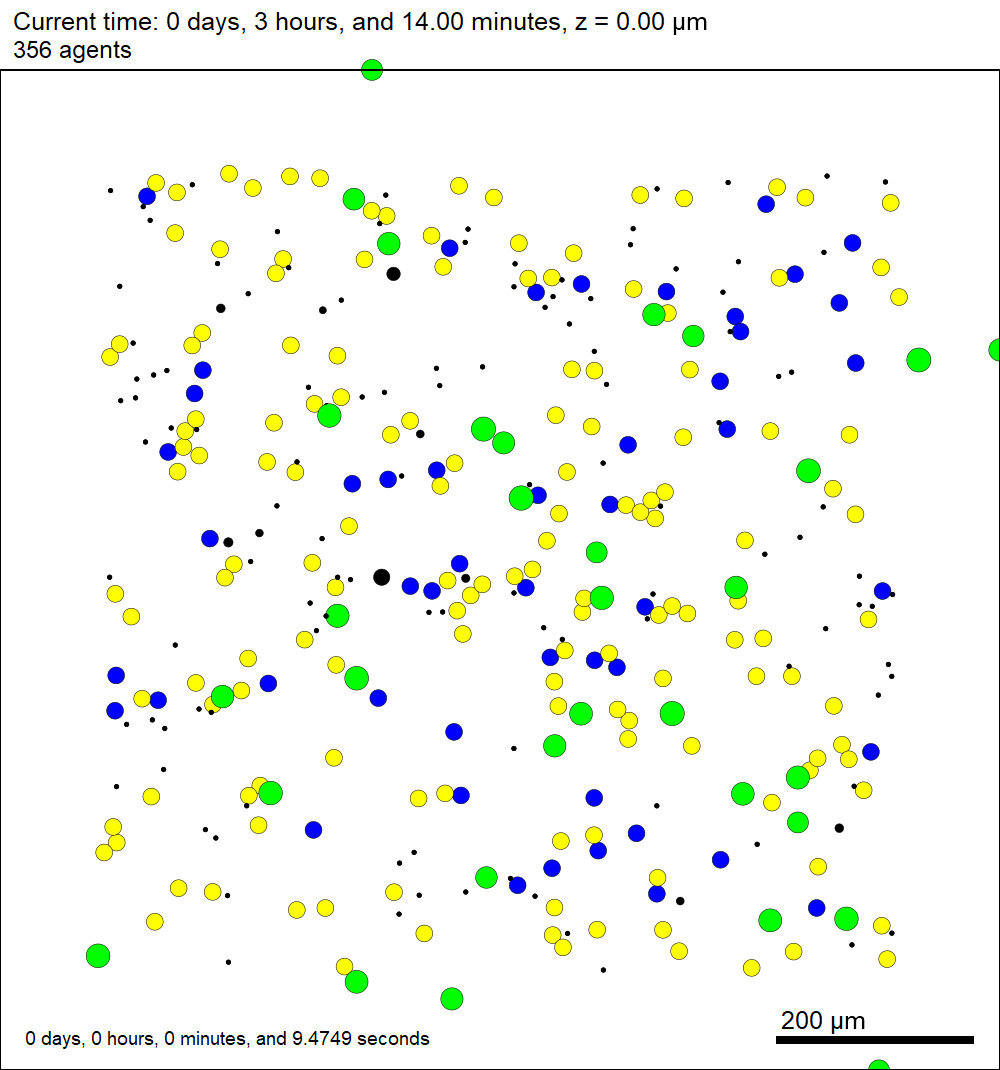 Current time: 0 days, 3 hours, and 14.00 minutes, z = 0.00 µm
356 agents
200 µm
0 days, 0 hours, 0 minutes, and 9.4749 seconds